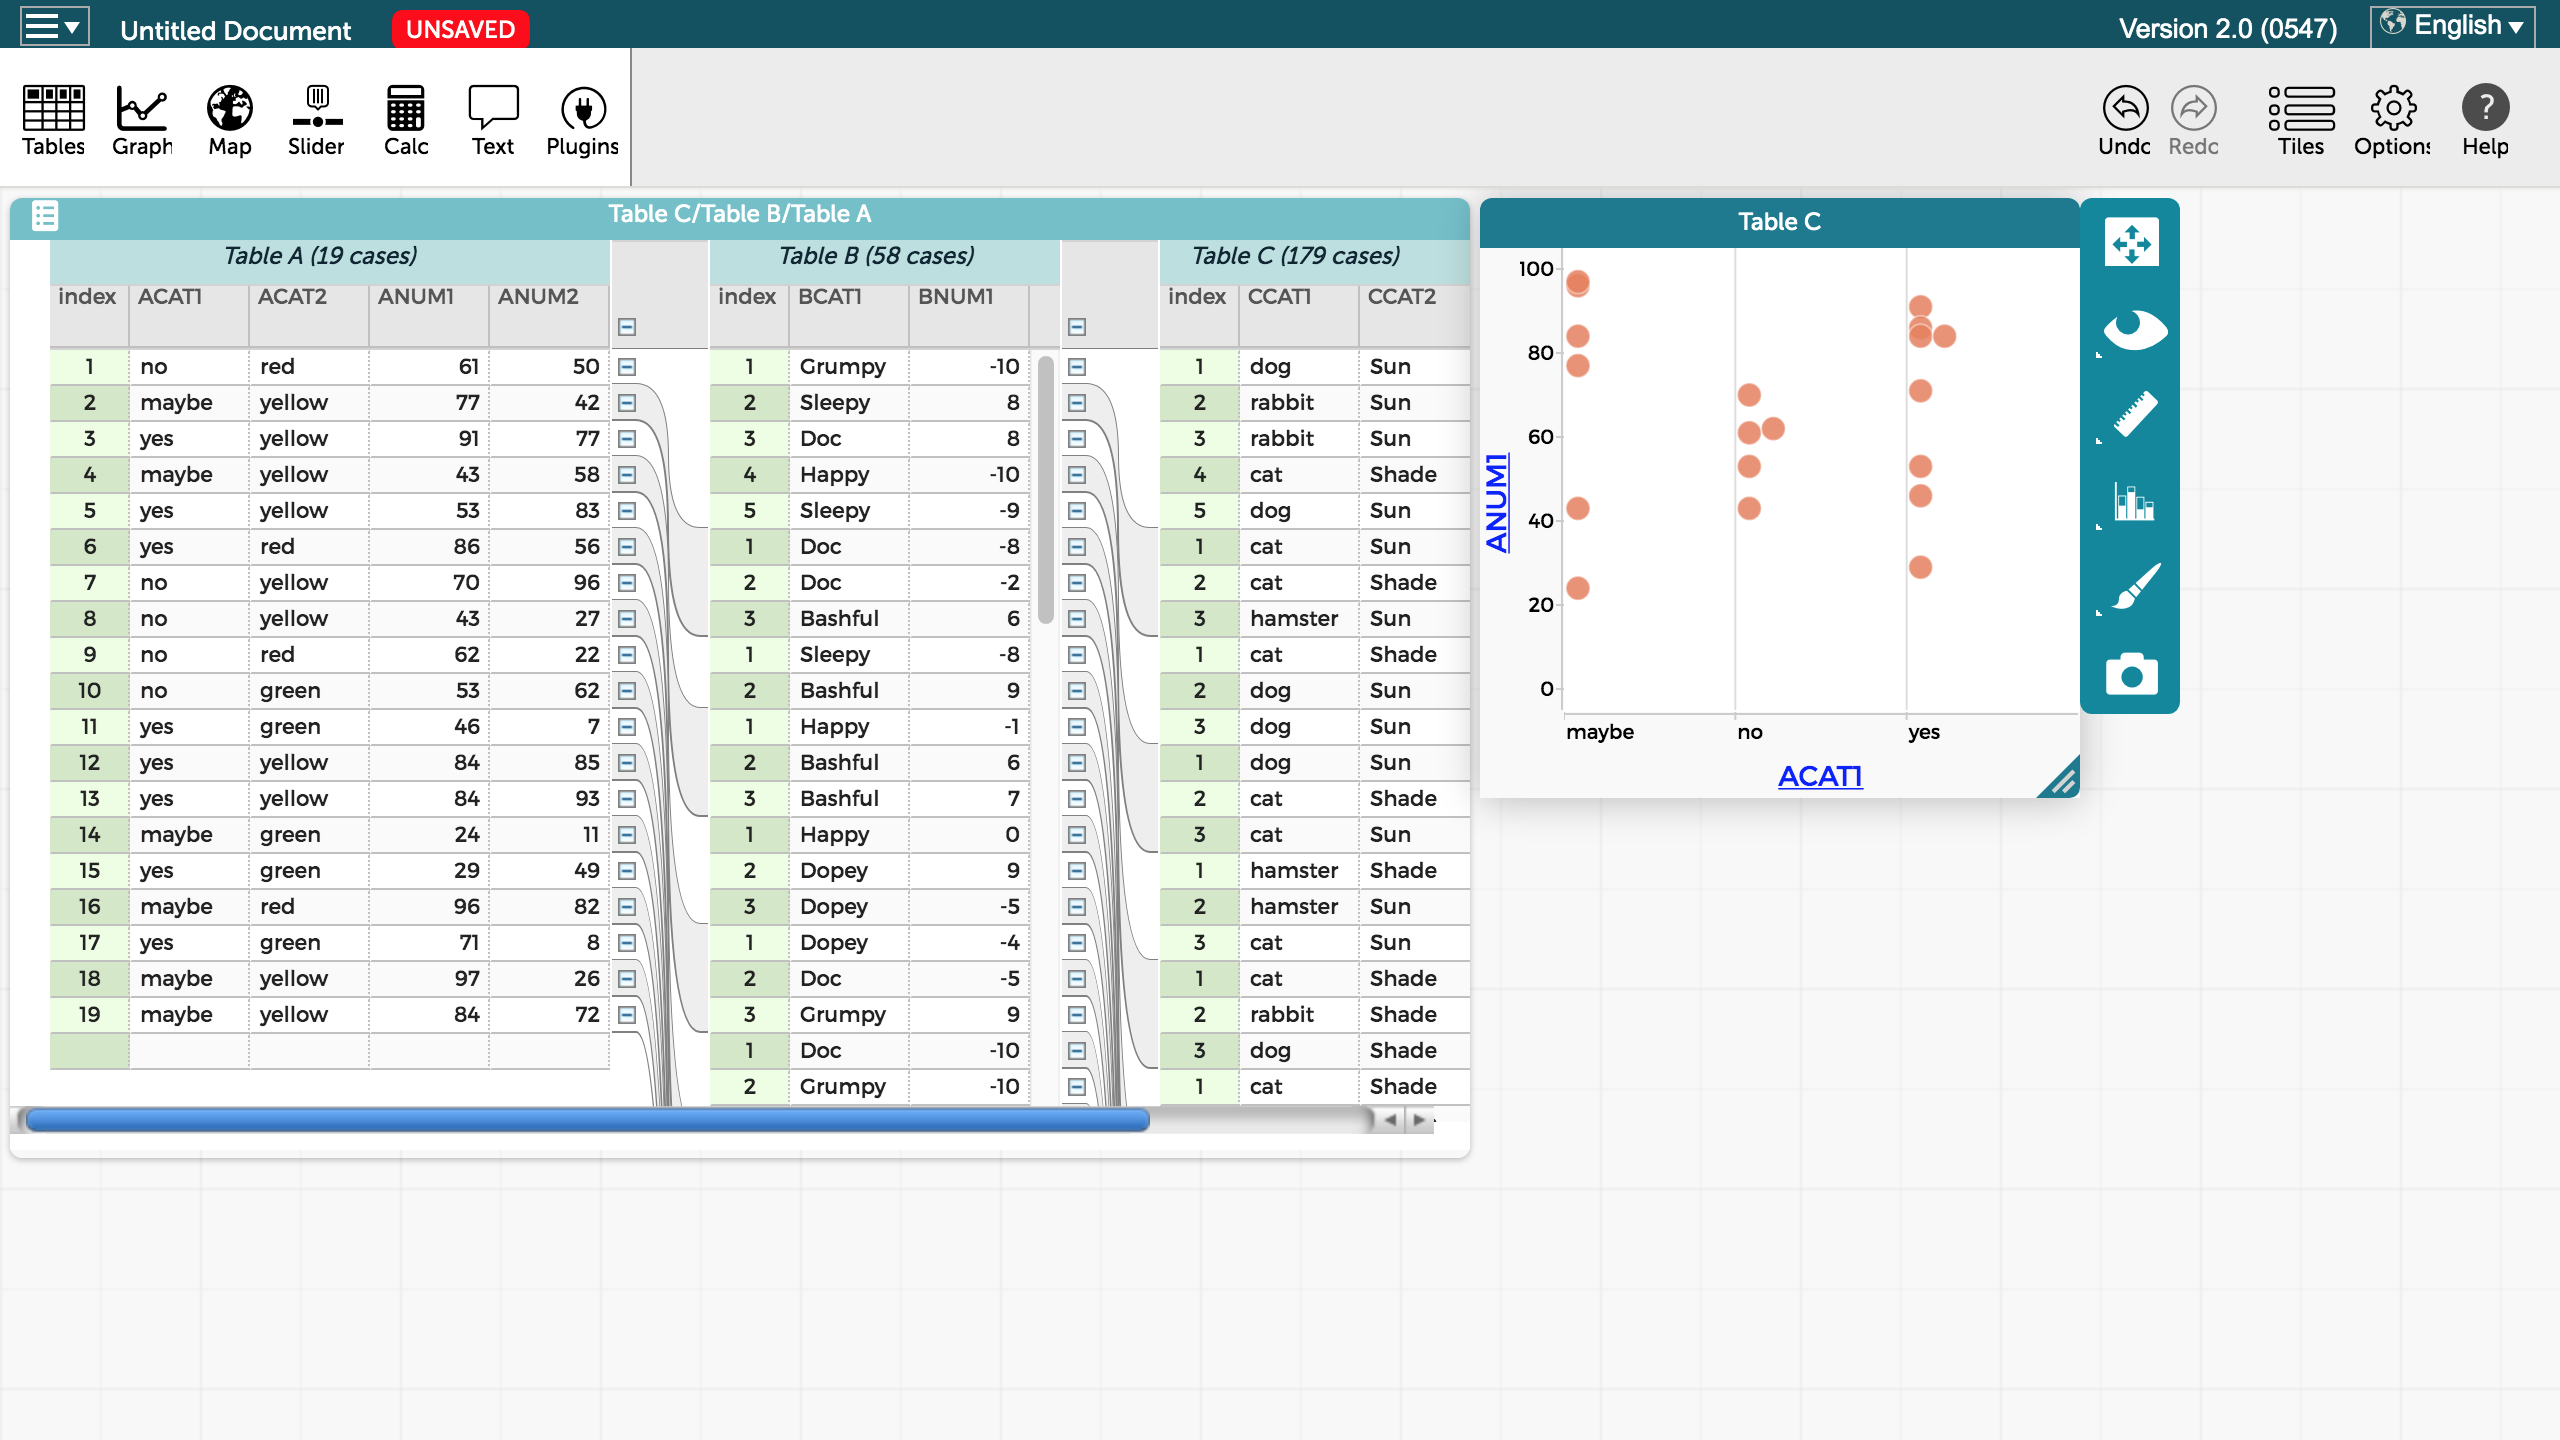 Untitled Document UNSAVED Version 2.0 (0547) English
Tables Graph Map Slider Calc Text Plugins Undo Redo Tiles Options ? Help
Table C/Table B/Table A
Table A (19 cases) Table B (58 cases) Table C (179 cases)
index ACAT1 ACAT2 ANUM1 ANUM2 index BCAT1 BNUM1 index CCAT1 CCAT2
1 no red 61 50 1 Grumpy -10 1 dog Sun
2 maybe yellow 77 42 2 Sleepy 8 2 rabbit Sun
3 yes yellow 91 77 3 Doc 8 3 rabbit Sun
4 maybe yellow 43 58 4 Happy -10 4 cat Shade
5 yes yellow 53 83 5 Sleepy -9 5 dog Sun
6 yes red 86 56 1 Doc -8 1 cat Sun
7 no yellow 70 96 2 Doc -2 2 cat Shade
8 no yellow 43 27 3 Bashful 6 3 hamster Sun
9 no red 62 22 1 Sleepy -8 1 cat Shade
10 no green 53 62 2 Bashful 9 2 dog Sun
11 yes green 46 7 1 Happy -1 3 dog Sun
12 yes yellow 84 85 2 Bashful 6 1 dog Sun
13 yes yellow 84 93 3 Bashful 7 2 cat Shade
14 maybe green 24 11 1 Happy 0 3 cat Sun
15 yes green 29 49 2 Dopey 9 1 hamster Shade
16 maybe red 96 82 3 Dopey -5 2 hamster Sun
17 yes green 71 8 1 Dopey -4 3 cat Sun
18 maybe yellow 97 26 2 Doc -5 1 cat Shade
19 maybe yellow 84 72 3 Grumpy 9 2 rabbit Shade
1 Doc -10 3 dog Shade
2 Grumpy -10 1 cat Shade
Table C
100
80
60
40
20
0
ANUM1
maybe no yes
ACAT1